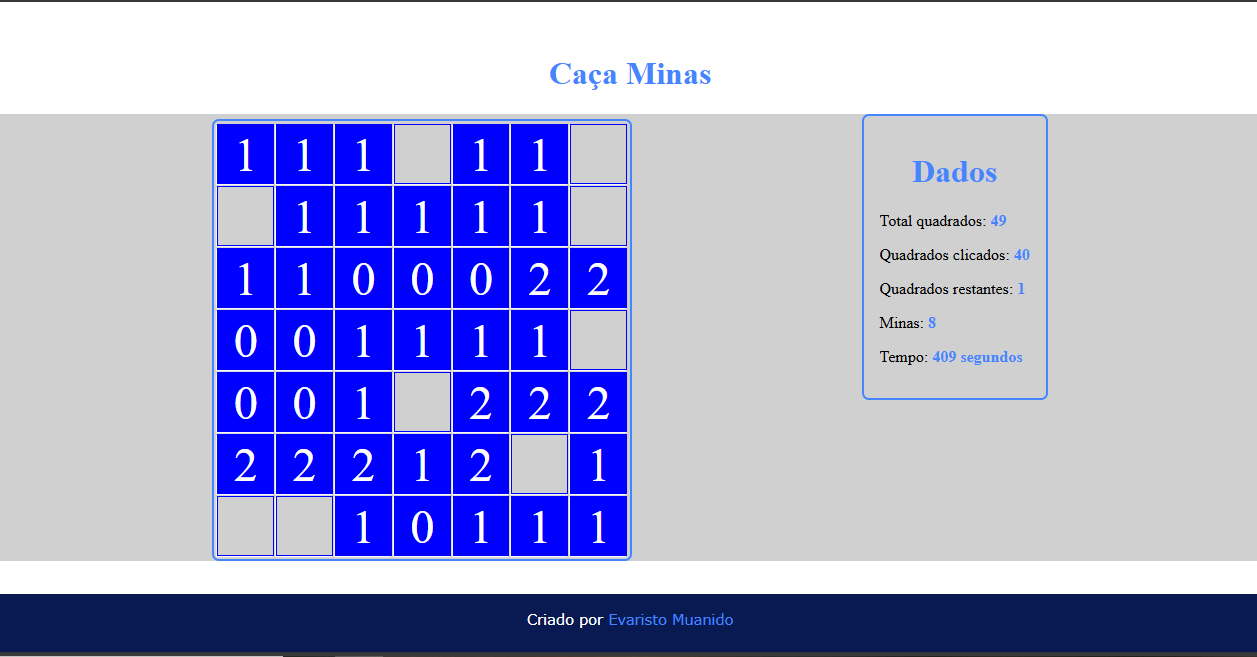 Caça Minas
1 1 1 1 1
1 1 1 1 1
1 1 0 0 0 2 2
0 0 1 1 1 1
0 0 1 2 2 2
2 2 2 1 2 1
1 0 1 1 1
Dados
Total quadrados: 49
Quadrados clicados: 40
Quadrados restantes: 1
Minas: 8
Tempo: 409 segundos
Criado por Evaristo Muanido